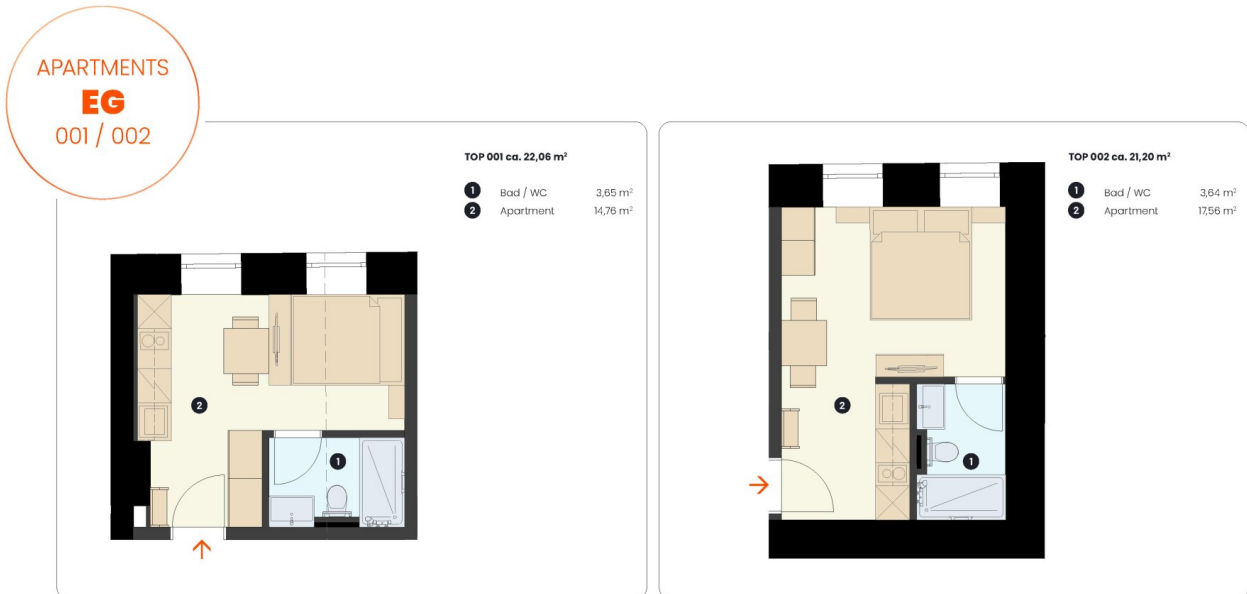 APARTMENTS
EG
001 / 002
TOP 001 ca. 22,06 m²
1 Bad / WC 3,65 m²
2 Apartment 14,76 m²
2
1
TOP 002 ca. 21,20 m²
1 Bad / WC 3,64 m²
2 Apartment 17,56 m²
2
1